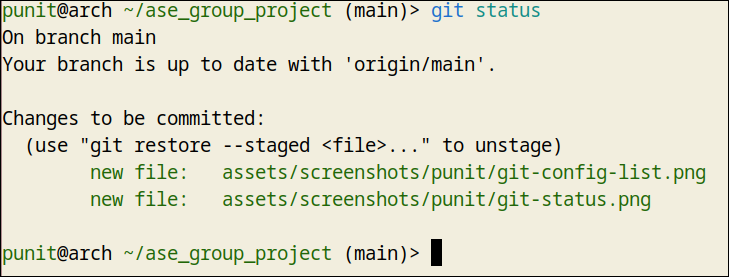 punit@arch ~/ase_group_project (main)> git status
On branch main
Your branch is up to date with 'origin/main'.

Changes to be committed:
  (use "git restore --staged <file>..." to unstage)
        new file:   assets/screenshots/punit/git-config-list.png
        new file:   assets/screenshots/punit/git-status.png

punit@arch ~/ase_group_project (main)>